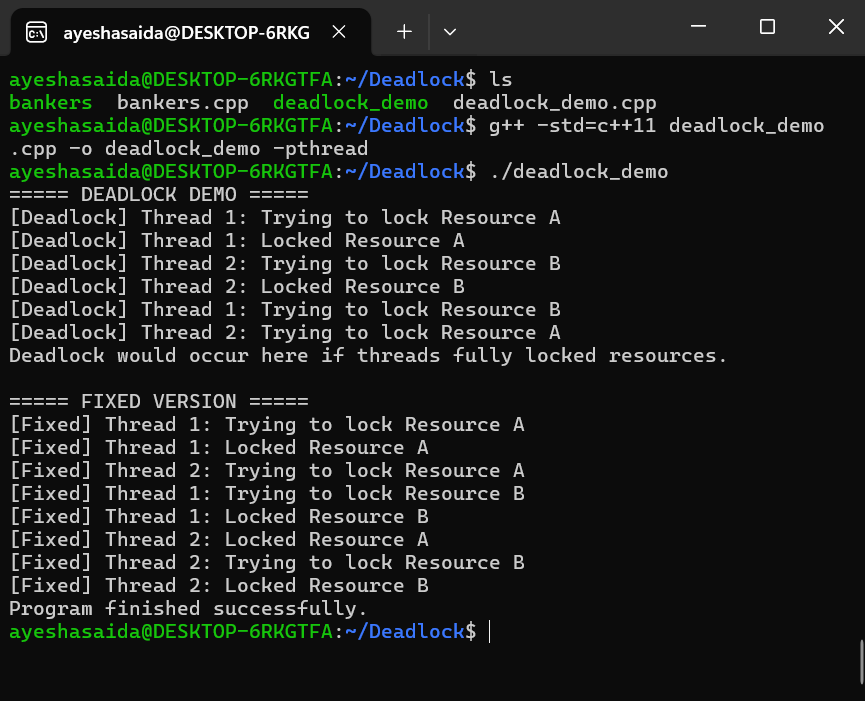 ayeshasaida@DESKTOP-6RKG
ayeshasaida@DESKTOP-6RKGTFA:~/Deadlock$ ls
bankers  bankers.cpp  deadlock_demo  deadlock_demo.cpp
ayeshasaida@DESKTOP-6RKGTFA:~/Deadlock$ g++ -std=c++11 deadlock_demo
.cpp -o deadlock_demo -pthread
ayeshasaida@DESKTOP-6RKGTFA:~/Deadlock$ ./deadlock_demo
===== DEADLOCK DEMO =====
[Deadlock] Thread 1: Trying to lock Resource A
[Deadlock] Thread 1: Locked Resource A
[Deadlock] Thread 2: Trying to lock Resource B
[Deadlock] Thread 2: Locked Resource B
[Deadlock] Thread 1: Trying to lock Resource B
[Deadlock] Thread 2: Trying to lock Resource A
Deadlock would occur here if threads fully locked resources.

===== FIXED VERSION =====
[Fixed] Thread 1: Trying to lock Resource A
[Fixed] Thread 1: Locked Resource A
[Fixed] Thread 2: Trying to lock Resource A
[Fixed] Thread 1: Trying to lock Resource B
[Fixed] Thread 1: Locked Resource B
[Fixed] Thread 2: Locked Resource A
[Fixed] Thread 2: Trying to lock Resource B
[Fixed] Thread 2: Locked Resource B
Program finished successfully.
ayeshasaida@DESKTOP-6RKGTFA:~/Deadlock$